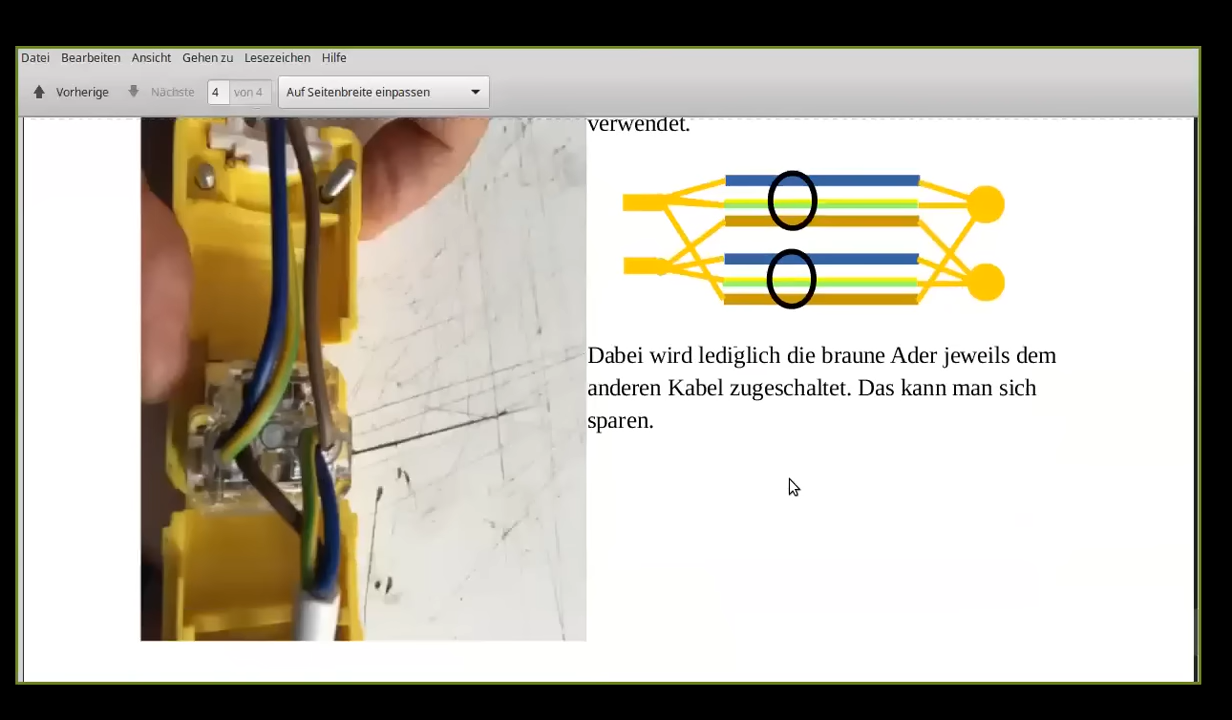 Datei Bearbeiten Ansicht Gehen zu Lesezeichen Hilfe
Vorherige Nächste 4 von 4 Auf Seitenbreite einpassen
verwendet.
Dabei wird lediglich die braune Ader jeweils dem
anderen Kabel zugeschaltet. Das kann man sich
sparen.